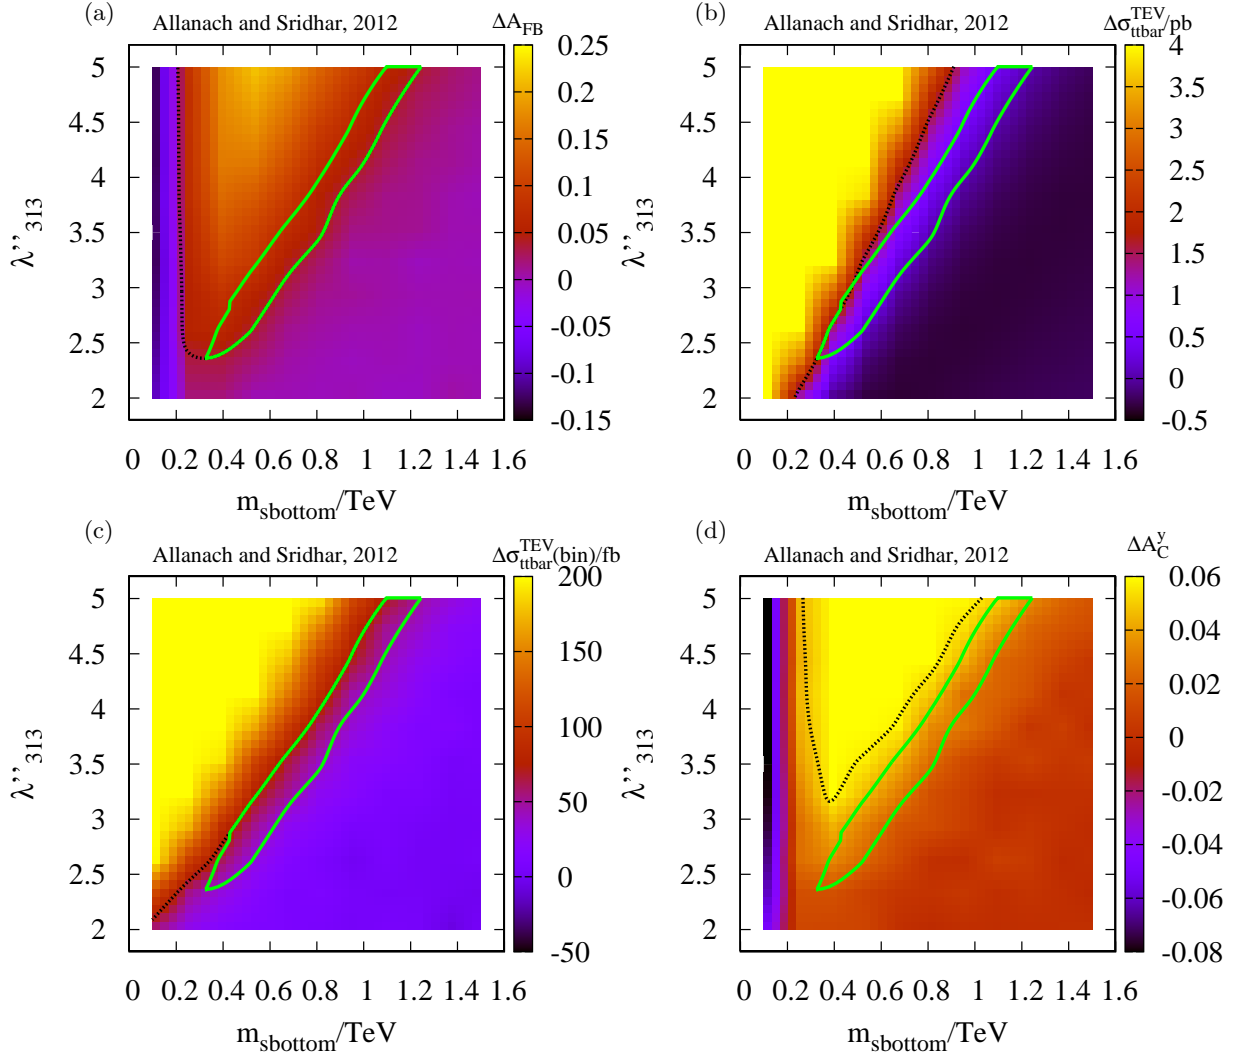 (a)
Allanach and Sridhar, 2012
ΔA_FB
0.25
0.2
0.15
0.1
0.05
0
-0.05
-0.1
-0.15
5
4.5
4
3.5
3
2.5
2
λ’’313
0 0.2 0.4 0.6 0.8 1 1.2 1.4 1.6
m_sbottom/TeV
(b)
Allanach and Sridhar, 2012
Δσ_ttbar^TEV/pb
4
3.5
3
2.5
2
1.5
1
0.5
0
-0.5
5
4.5
4
3.5
3
2.5
2
λ’’313
0 0.2 0.4 0.6 0.8 1 1.2 1.4 1.6
m_sbottom/TeV
(c)
Allanach and Sridhar, 2012
Δσ_ttbar^TEV(bin)/fb
200
150
100
50
0
-50
5
4.5
4
3.5
3
2.5
2
λ’’313
0 0.2 0.4 0.6 0.8 1 1.2 1.4 1.6
m_sbottom/TeV
(d)
Allanach and Sridhar, 2012
ΔA_C^y
0.06
0.04
0.02
0
-0.02
-0.04
-0.06
-0.08
5
4.5
4
3.5
3
2.5
2
λ’’313
0 0.2 0.4 0.6 0.8 1 1.2 1.4 1.6
m_sbottom/TeV